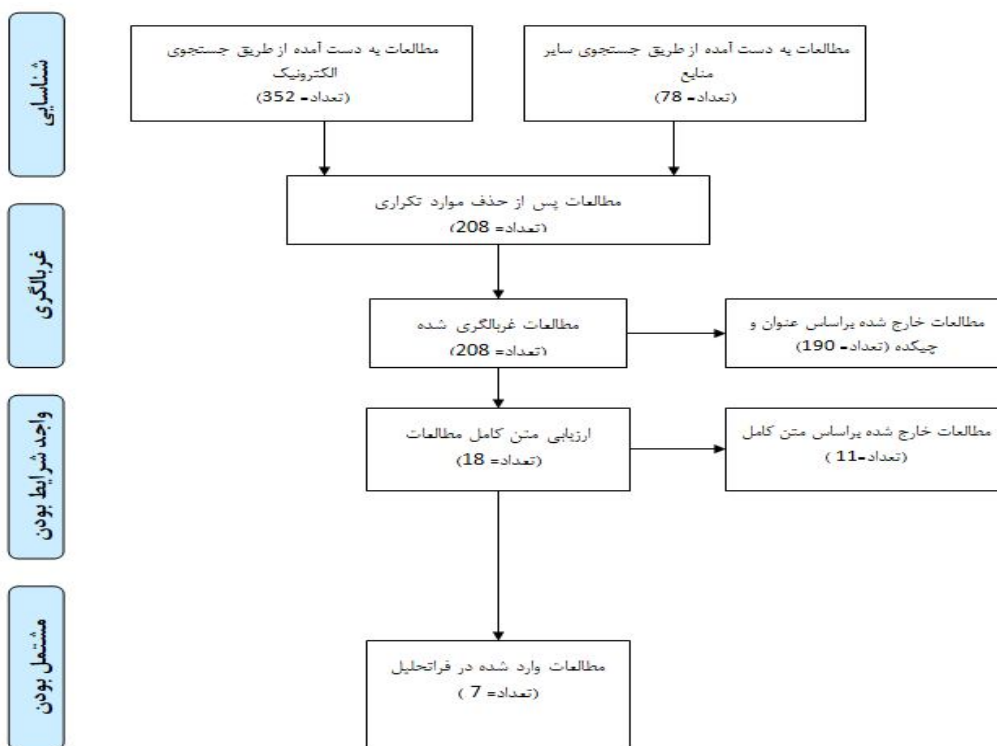 شناسایی
مطالعات به دست آمده از طریق جستجوی
الکترونیک
(تعداد- 352)
مطالعات به دست آمده از طریق جستجوی سایر
منابع
(تعداد- 78)
غربالگری
مطالعات پس از حذف موارد تکراری
(تعداد= 208)
مطالعات غربالگری شده
(تعداد= 208)
مطالعات خارج شده براساس عنوان و
چیکده (تعداد- 190)
واجد شرایط بودن
ارزیابی متن کامل مطالعات
(تعداد= 18)
مطالعات خارج شده براساس متن کامل
(تعداد-11 )
مشتمل بودن
مطالعات وارد شده در فراتحلیل
(تعداد= 7 )